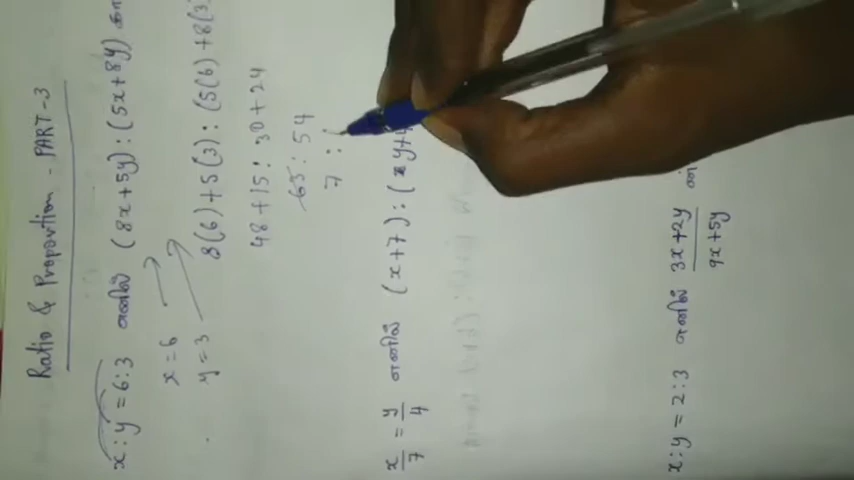 Ratio & Proportion - PART-3
x : y = 6 : 3 எனில் (8x+5y) : (5x+8y)
x = 6
y = 3
8(6)+5(3) : (5(6)+8(3)
48+15 : 30+24
63 : 54
7 :
x/7 = y/4 எனில் (x+7) : (
x : y = 2 : 3 எனில் 3x+2y / 9x+5y